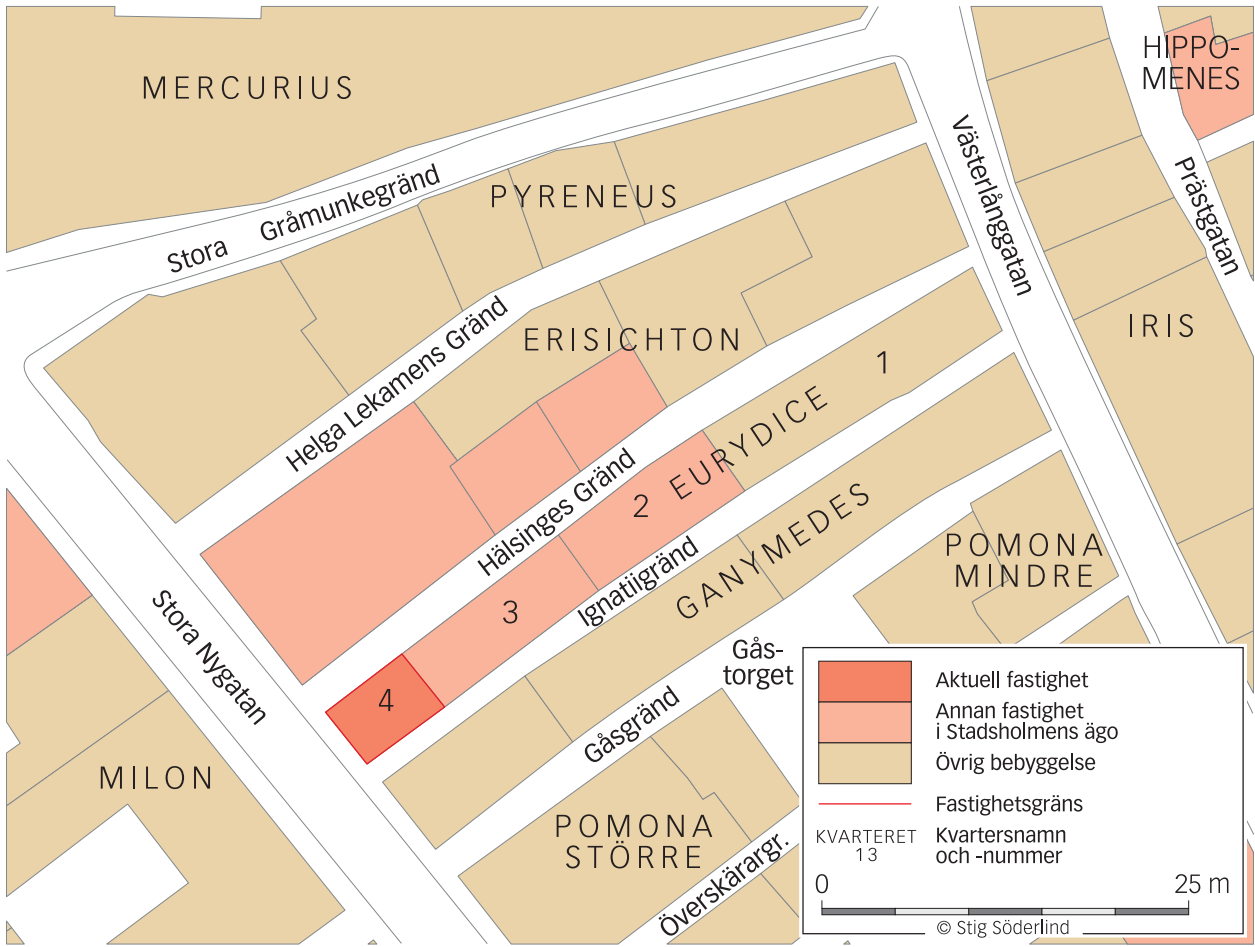 MERCURIUS
HIPPO-
MENES
Västerlånggatan
Prästgatan
PYRENEUS
Stora Gråmunkegränd
Helga Lekamens Gränd
ERISICHTON
IRIS
1
EURYDICE
2
Hälsinges Gränd
3
Ignatiigränd
GANYMEDES
POMONA
MINDRE
Stora Nygatan
4
Gås-
torget
Gåsgränd
MILON
POMONA
STÖRRE
Överskärargr.
Aktuell fastighet
Annan fastighet
i Stadsholmens ägo
Övrig bebyggelse
Fastighetsgräns
KVARTERET
13
Kvartersnamn
och -nummer
0 25 m
© Stig Söderlind